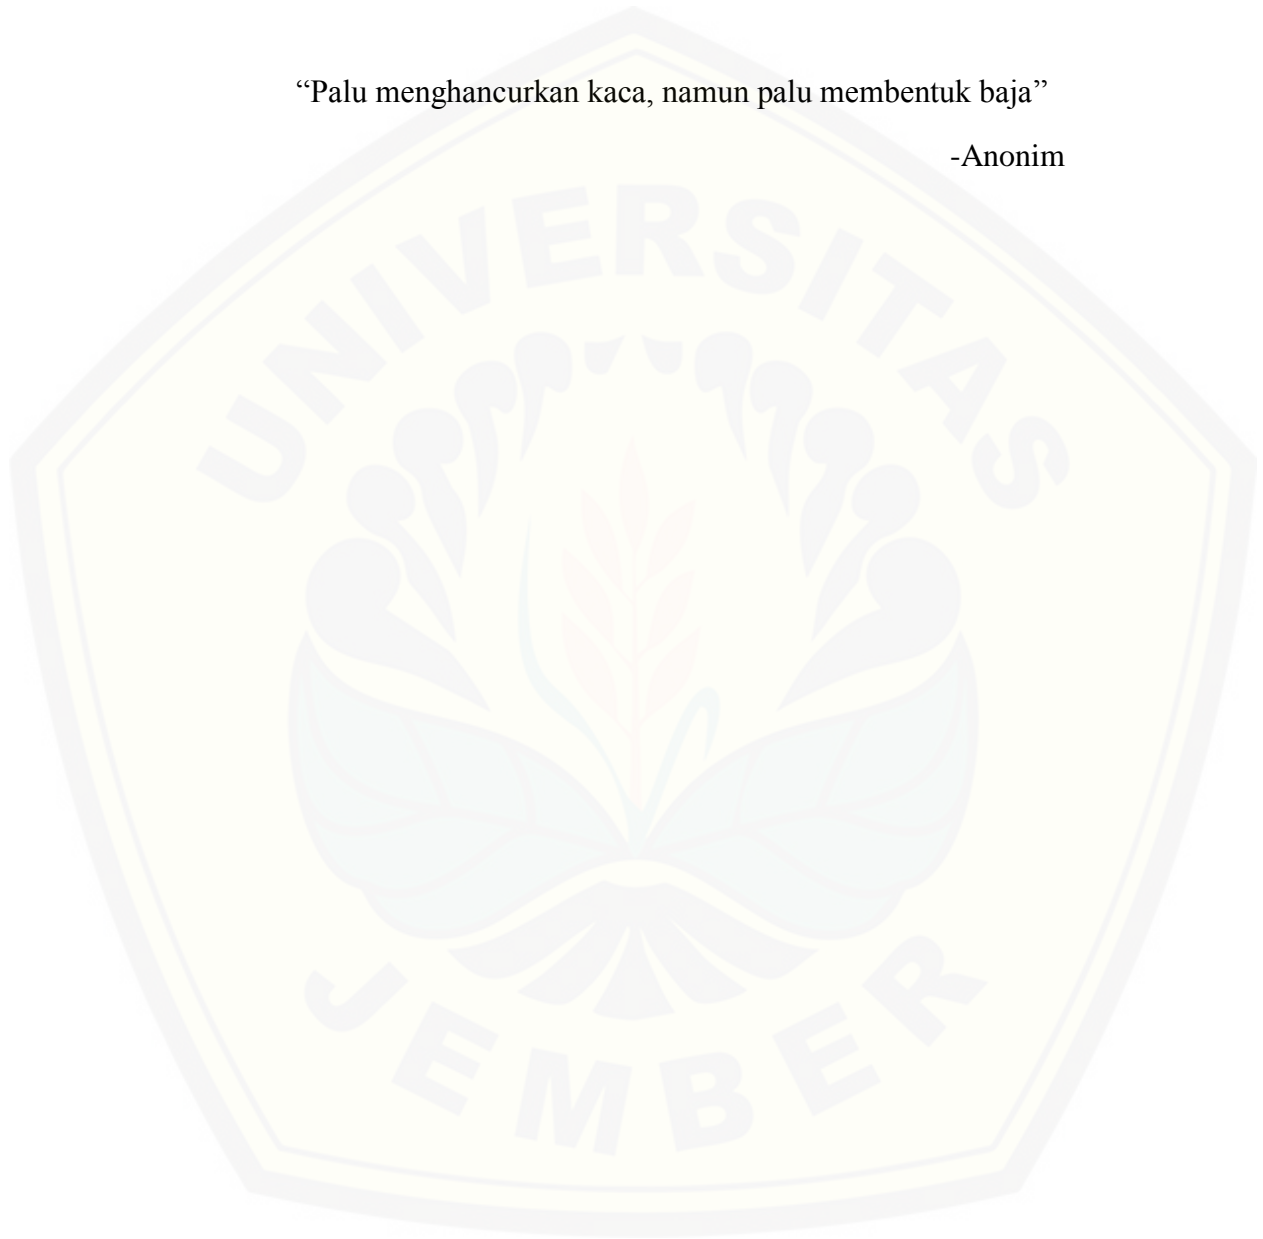 “Palu menghancurkan kaca, namun palu membentuk baja”
-Anonim
UNIVERSITAS
JEMBER